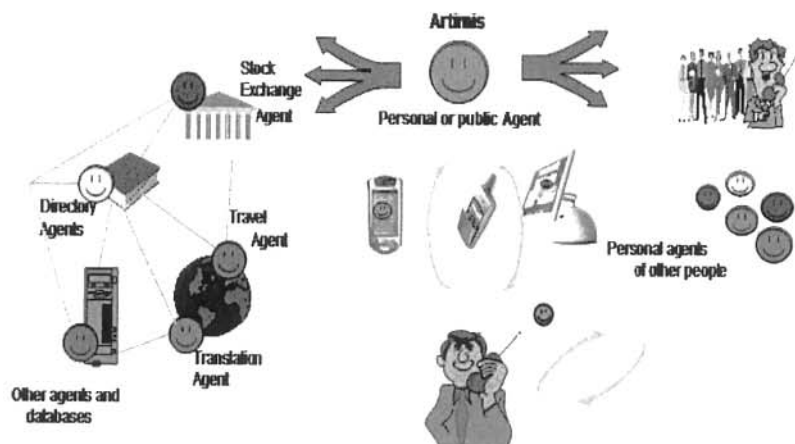 Artimis
Stock
Exchange
Agent
Personal or public Agent
Directory
Agents
Travel
Agent
Personal agents
of other people
Translation
Agent
Other agents and
databases